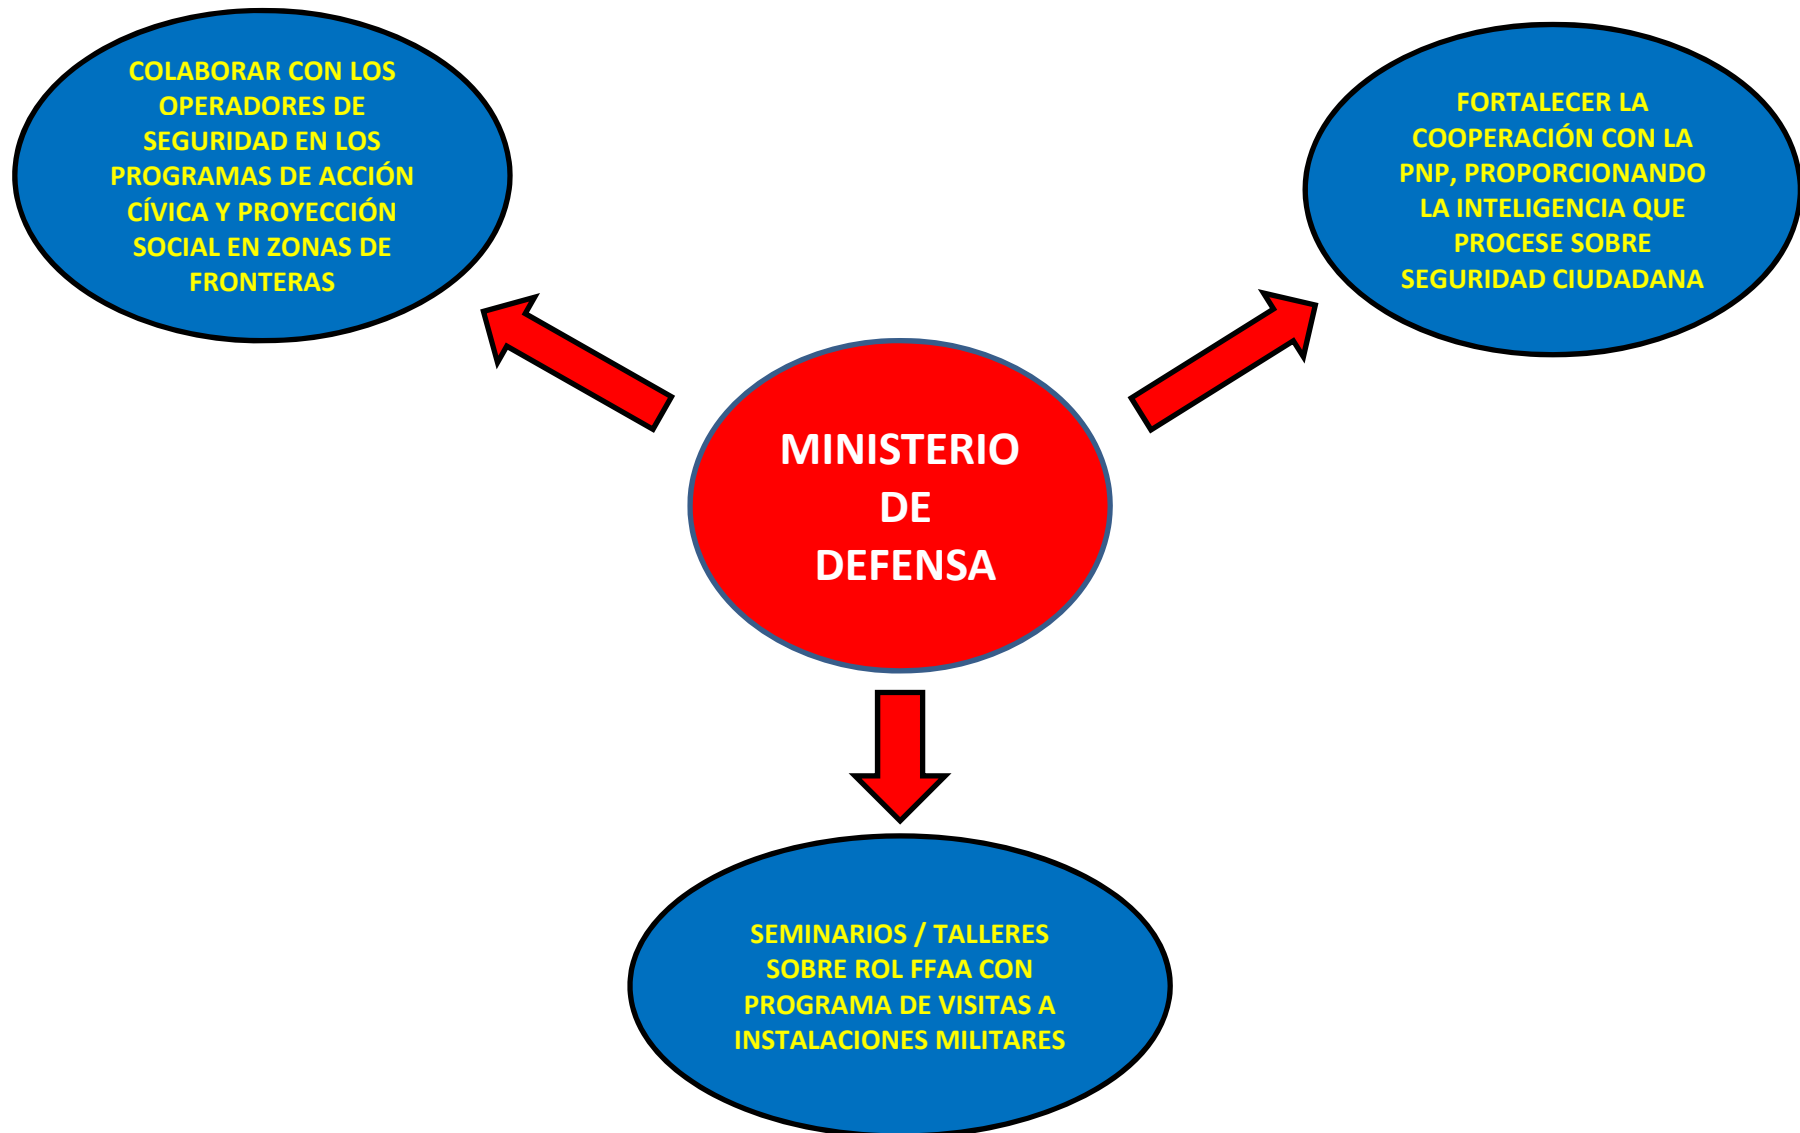 COLABORAR CON LOS
OPERADORES DE
SEGURIDAD EN LOS
PROGRAMAS DE ACCIÓN
CÍVICA Y PROYECCIÓN
SOCIAL EN ZONAS DE
FRONTERAS
FORTALECER LA
COOPERACIÓN CON LA
PNP, PROPORCIONANDO
LA INTELIGENCIA QUE
PROCESE SOBRE
SEGURIDAD CIUDADANA
MINISTERIO
DE
DEFENSA
SEMINARIOS / TALLERES
SOBRE ROL FFAA CON
PROGRAMA DE VISITAS A
INSTALACIONES MILITARES